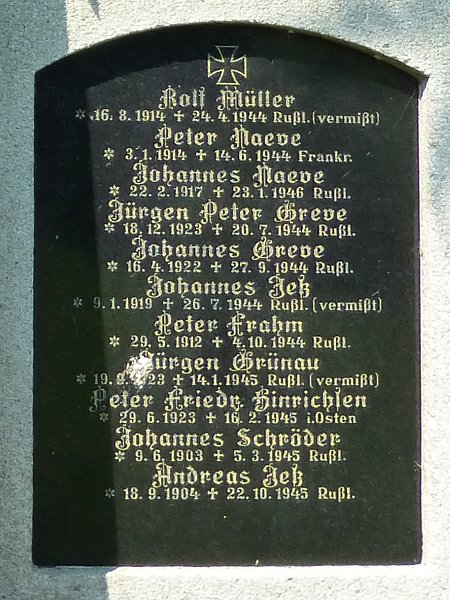 Rolf Müller
* 16. 8. 1914 ✝ 24. 4. 1944 Rußl. (vermißt)
Peter Naeve
* 3. 1. 1914 ✝ 14. 6. 1944 Frankr.
Johannes Naeve
* 22. 2. 1917 ✝ 23. 1. 1946 Rußl.
Jürgen Peter Greve
* 18. 12. 1923 ✝ 20. 7. 1944 Rußl.
Johannes Greve
* 16. 4. 1922 ✝ 27. 9. 1944 Rußl.
Johannes Jeß
* 9. 1. 1919 ✝ 26. 7. 1944 Rußl. (vermißt)
Peter Frahm
* 29. 5. 1912 ✝ 4. 10. 1944 Rußl.
Jürgen Grünau
* 19. 9. 1923 ✝ 14. 1. 1945 Rußl. (vermißt)
Peter Friedr. Hinrichsen
* 29. 6. 1923 ✝ 16. 2. 1945 i. Osten
Johannes Schröder
* 9. 6. 1903 ✝ 5. 3. 1945 Rußl.
Andreas Jeß
* 18. 9. 1904 ✝ 22. 10. 1945 Rußl.